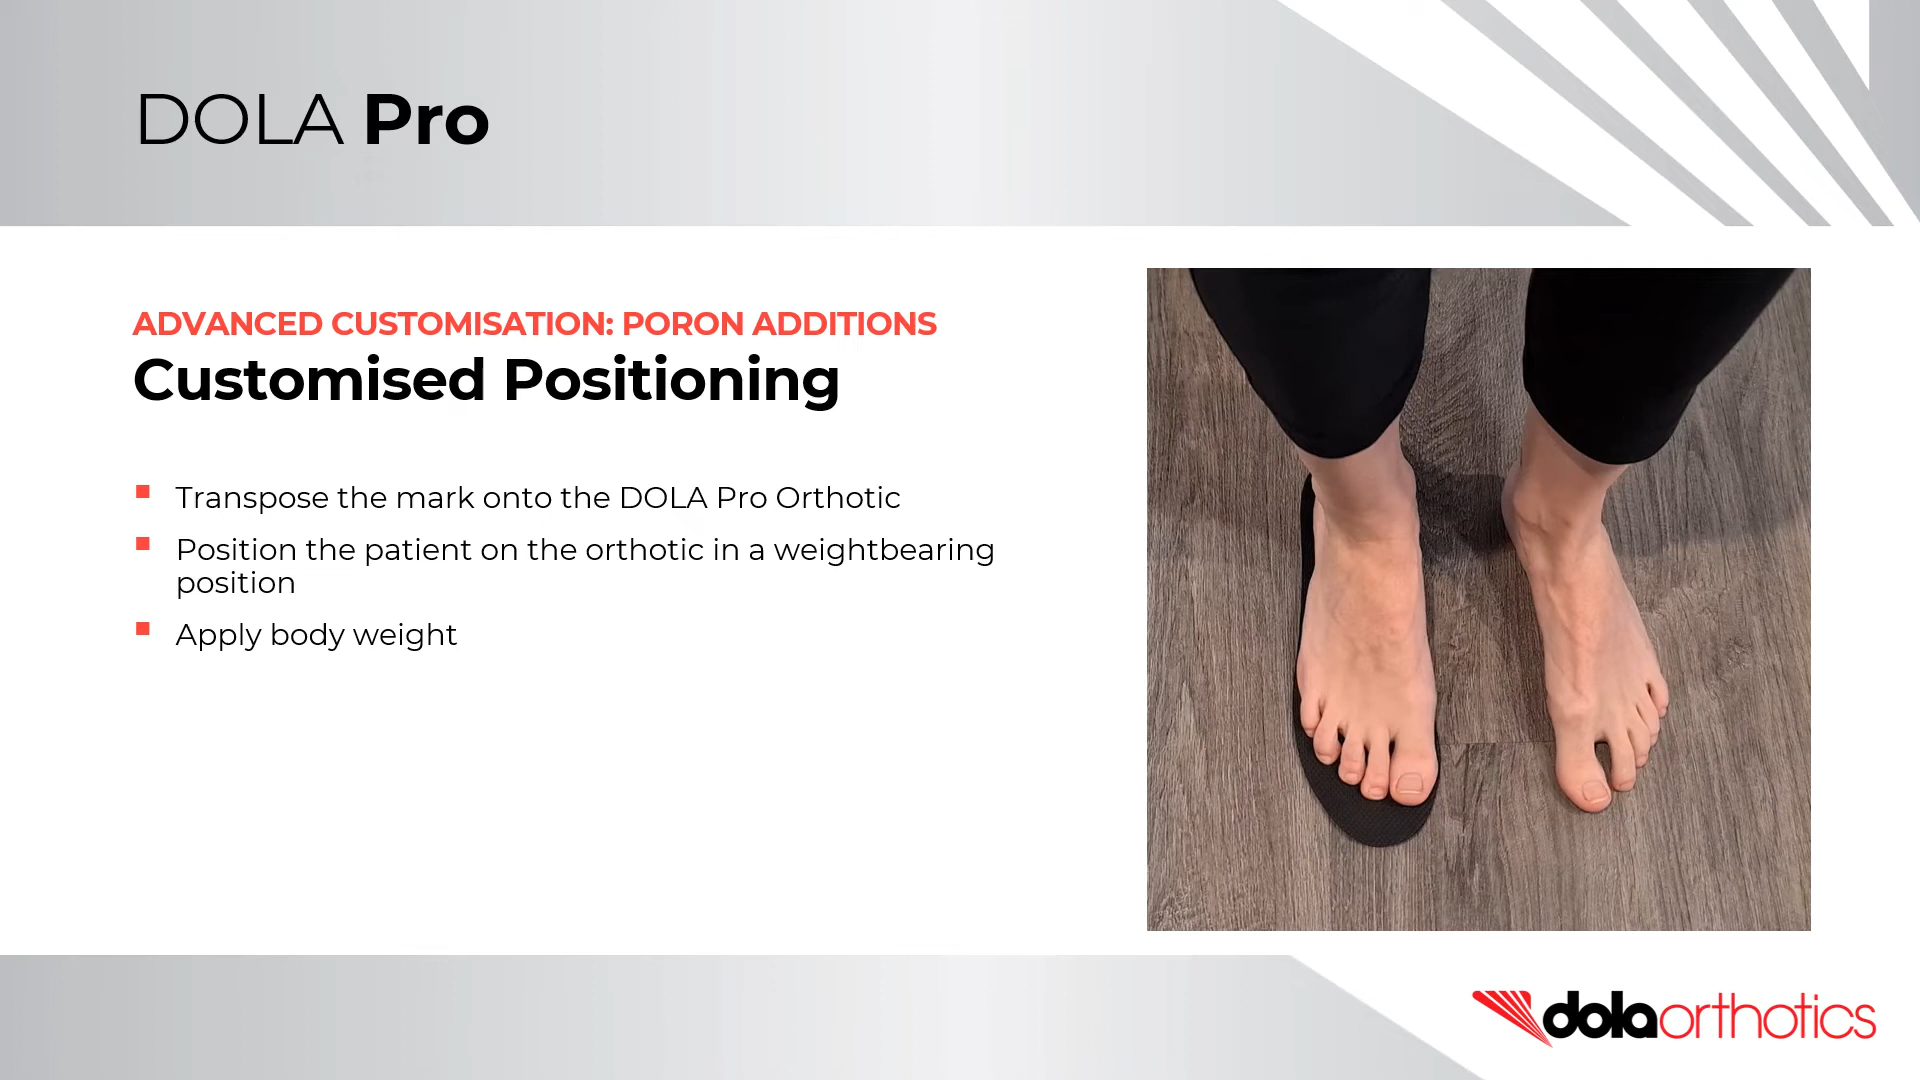 DOLA Pro
ADVANCED CUSTOMISATION: PORON ADDITIONS
Customised Positioning
Transpose the mark onto the DOLA Pro Orthotic
Position the patient on the orthotic in a weightbearing
position
Apply body weight
dolaorthotics